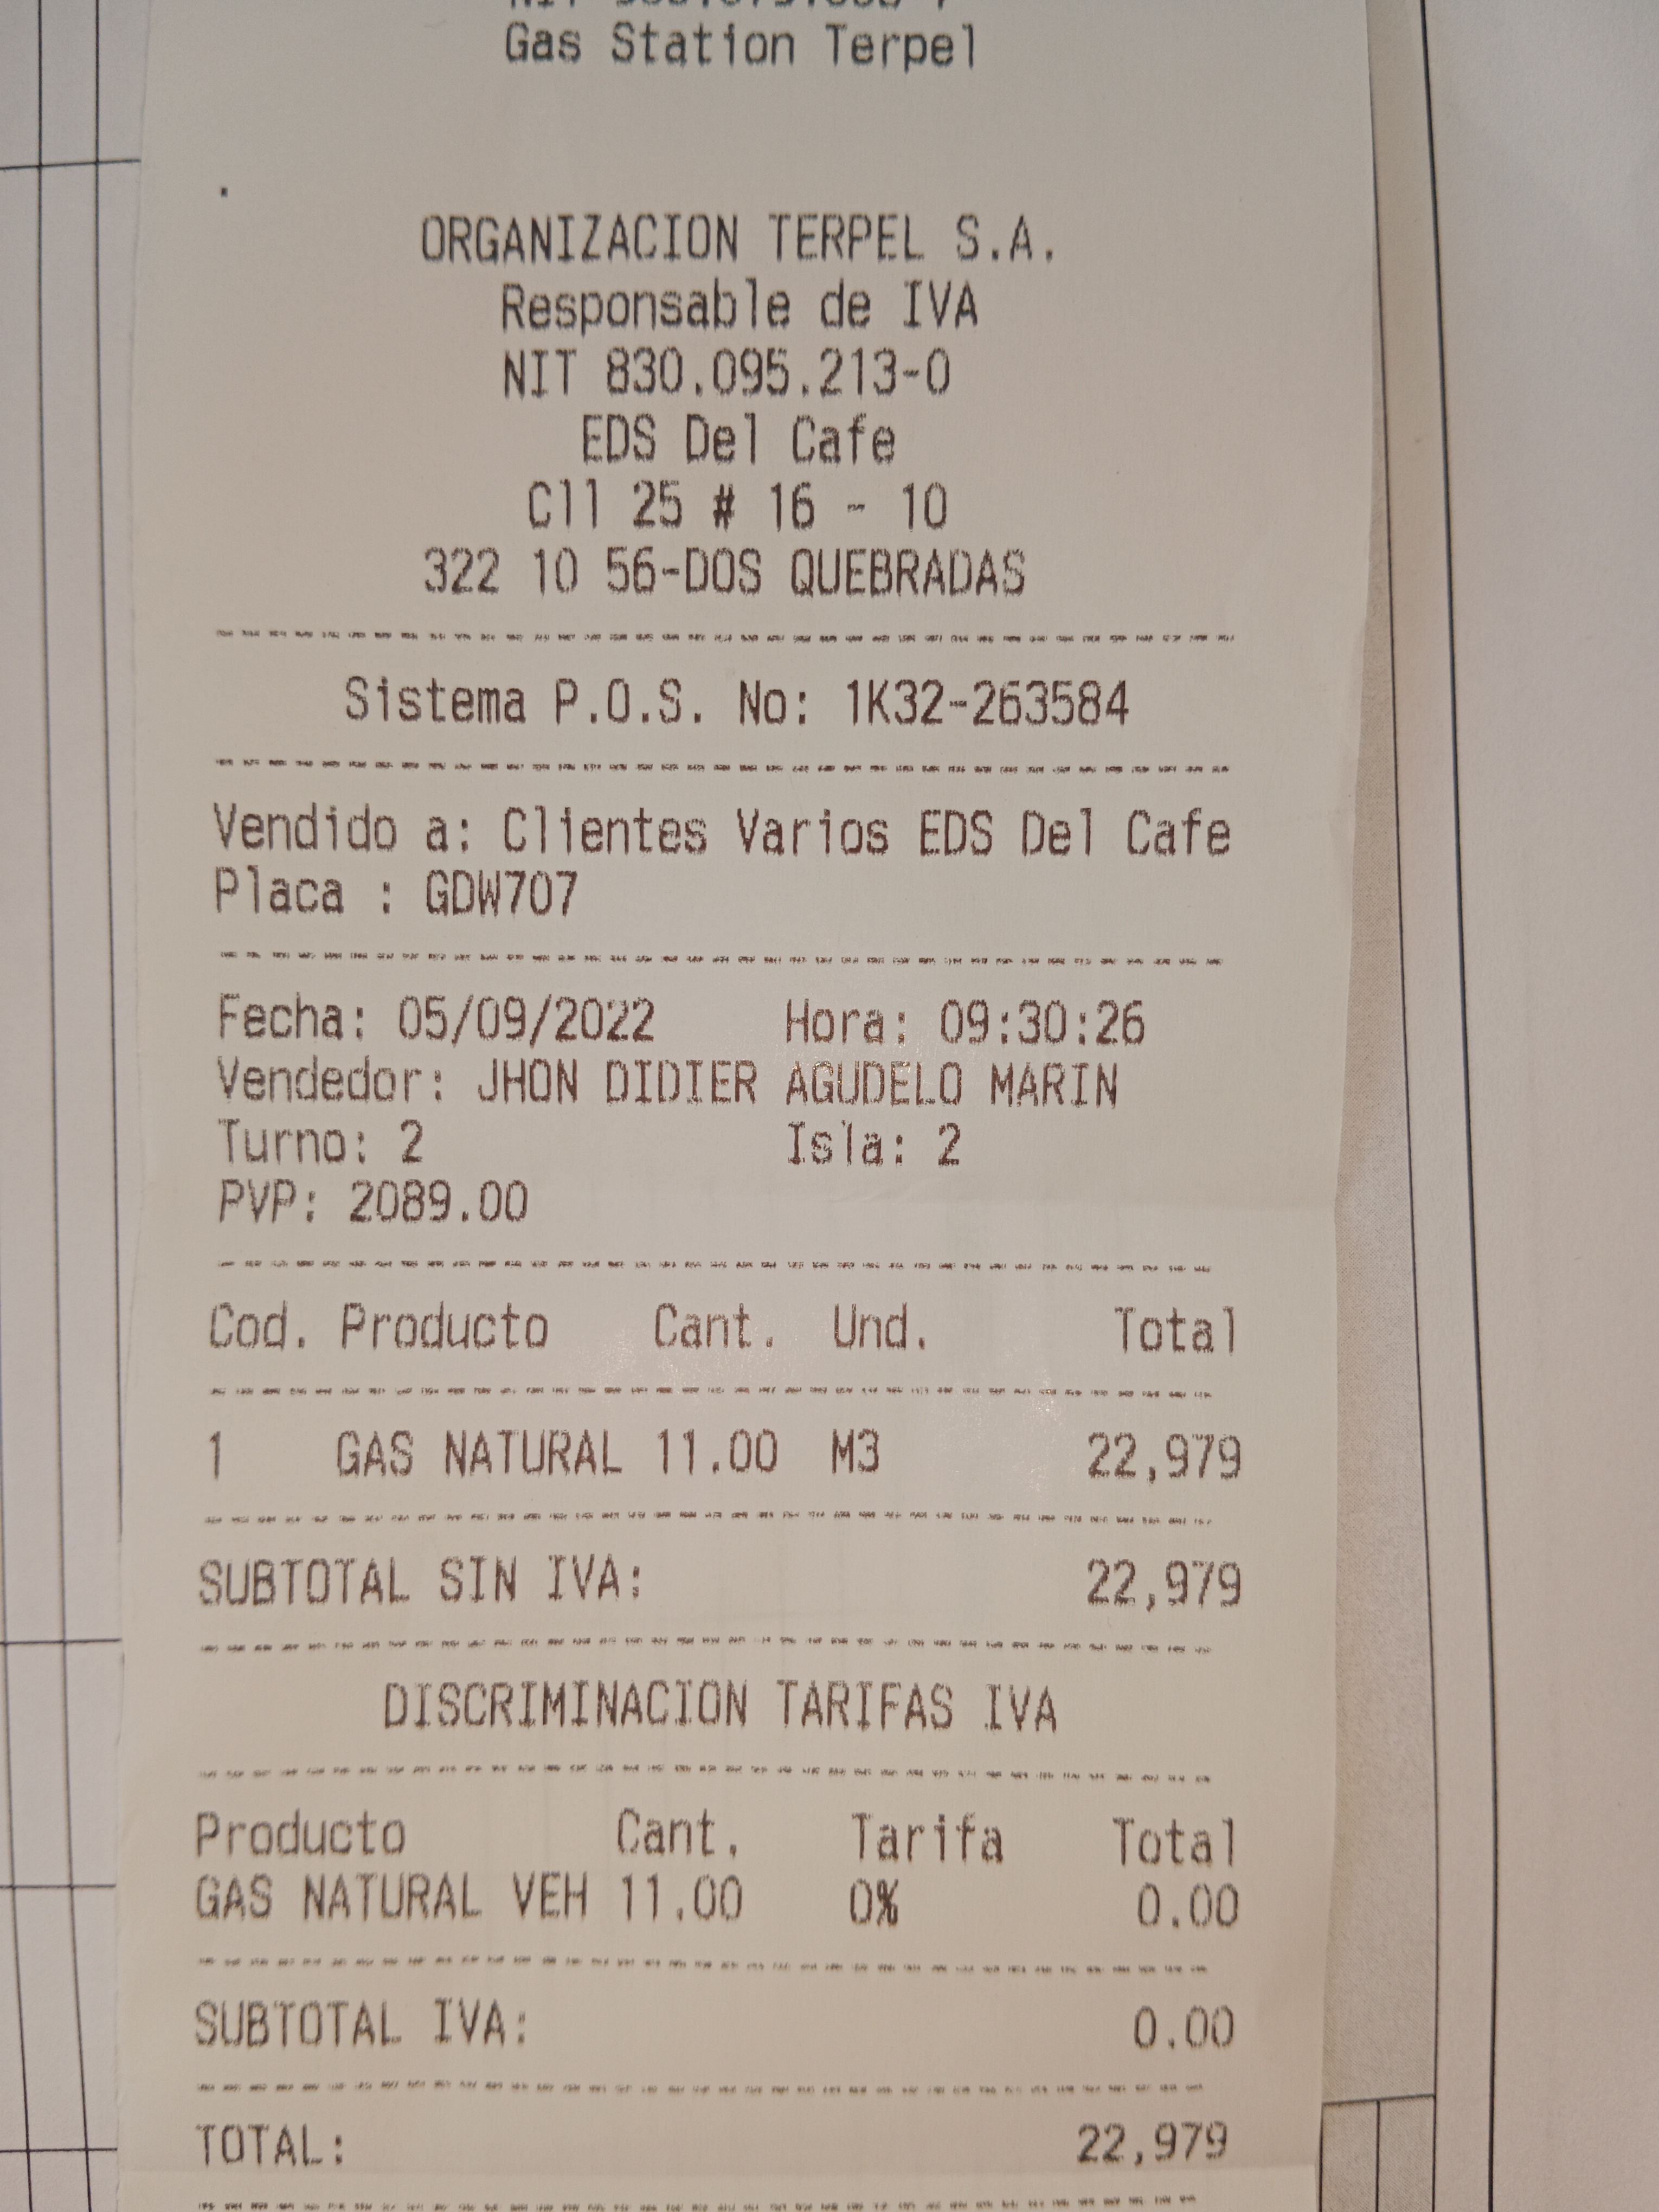 Gas Station Terpel
ORGANIZACION TERPEL S.A.
Responsable de IVA
NIT 830.095.213-0
EDS Del Cafe
Cll 25 # 16 - 10
322 10 56-DOS QUEBRADAS
Sistema P.O.S. No: 1K32-263584
Vendido a: Clientes Varios EDS Del Cafe
Placa : GDW707
Fecha: 05/09/2022 Hora: 09:30:26
Vendedor: JHON DIDIER AGUDELO MARIN
Turno: 2 Isla: 2
PVP: 2089.00
Cod. Producto Cant. Und. Total
1 GAS NATURAL 11.00 M3 22,979
SUBTOTAL SIN IVA: 22,979
DISCRIMINACION TARIFAS IVA
Producto Cant. Tarifa Total
GAS NATURAL VEH 11.00 0% 0.00
SUBTOTAL IVA: 0.00
TOTAL: 22,979